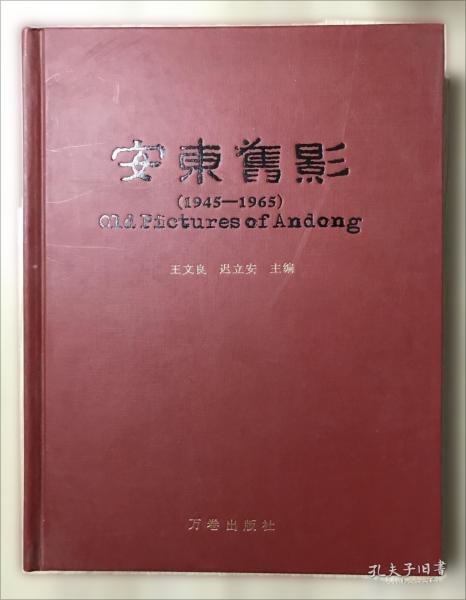 安東舊影
(1945—1965)
Old Pictures of Andong
王文良 迟立安 主编
万卷出版社
孔夫子旧書